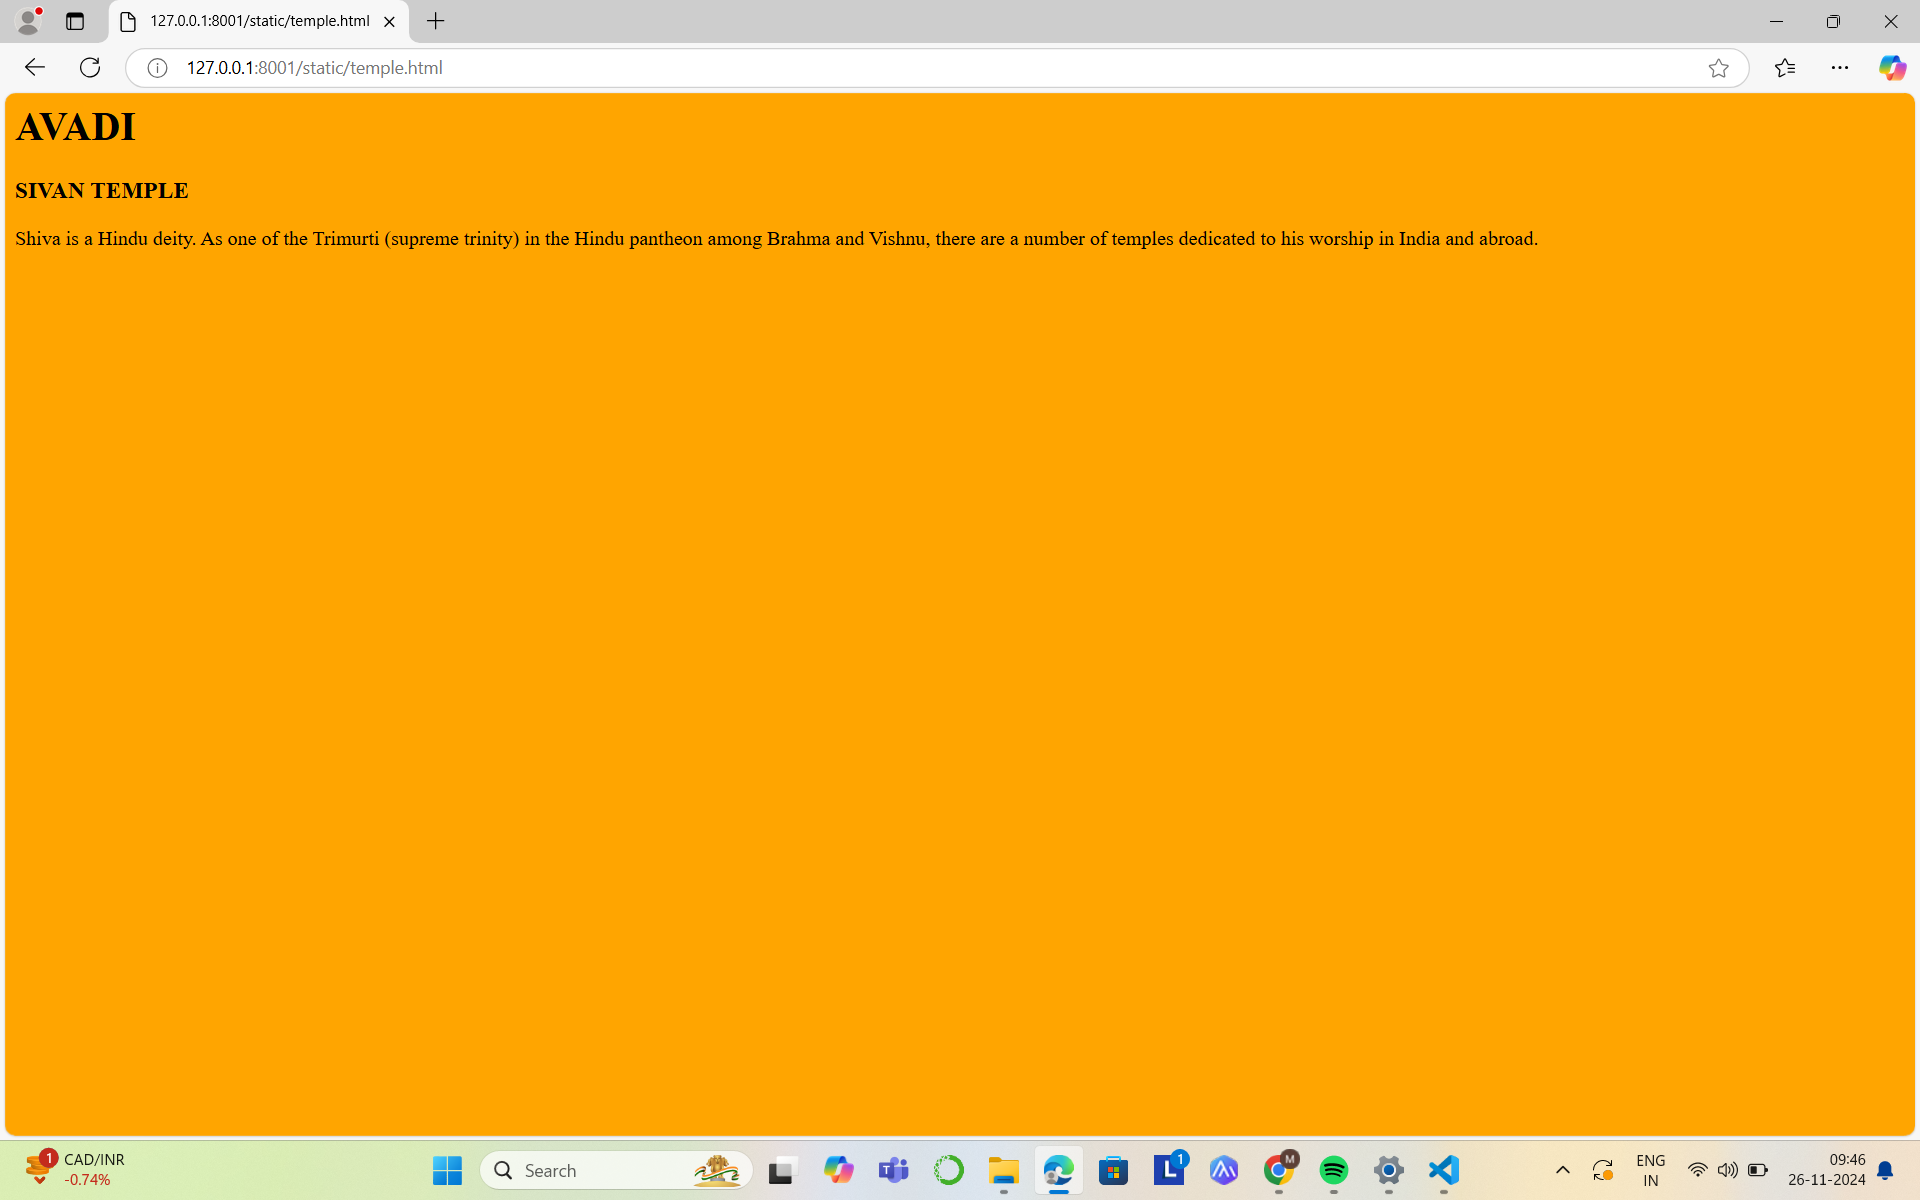 127.0.0.1:8001/static/temple.html
127.0.0.1:8001/static/temple.html
AVADI
SIVAN TEMPLE
Shiva is a Hindu deity. As one of the Trimurti (supreme trinity) in the Hindu pantheon among Brahma and Vishnu, there are a number of temples dedicated to his worship in India and abroad.
1
CAD/INR
-0.74%
Search
T
L
1
M
ENG
IN
09:46
26-11-2024